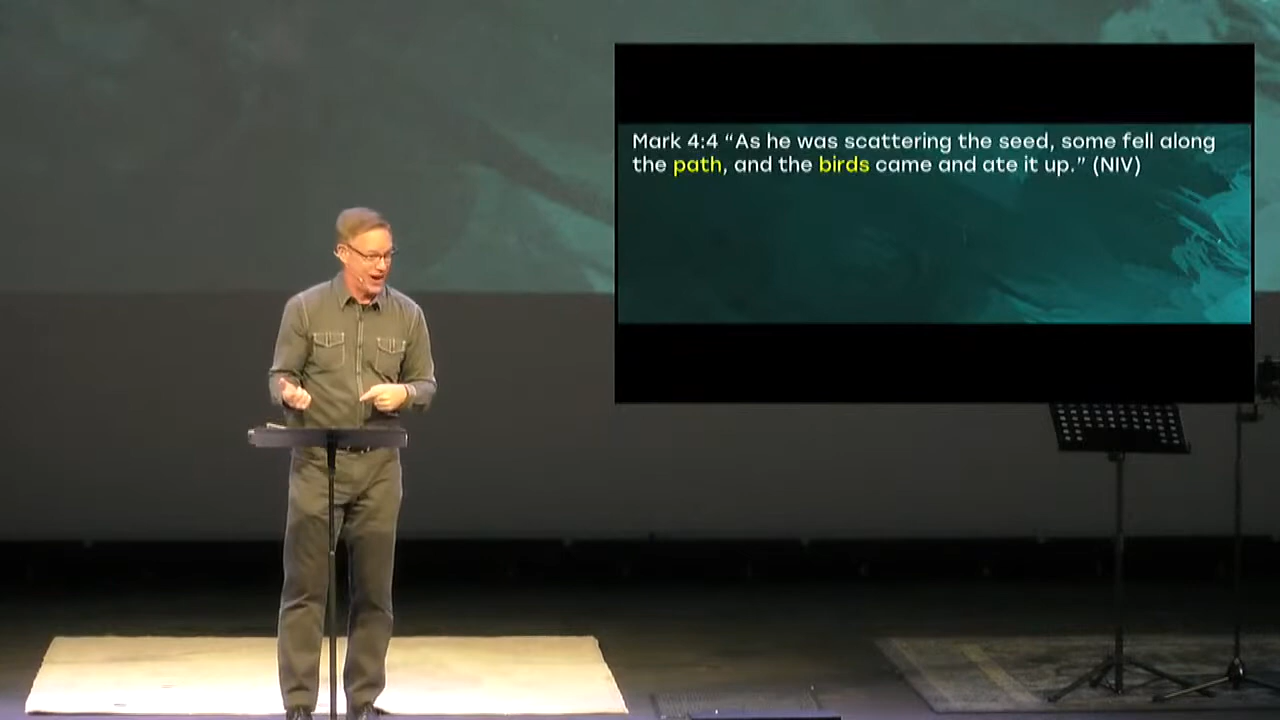 Mark 4:4 “As he was scattering the seed, some fell along
the path, and the birds came and ate it up.” (NIV)